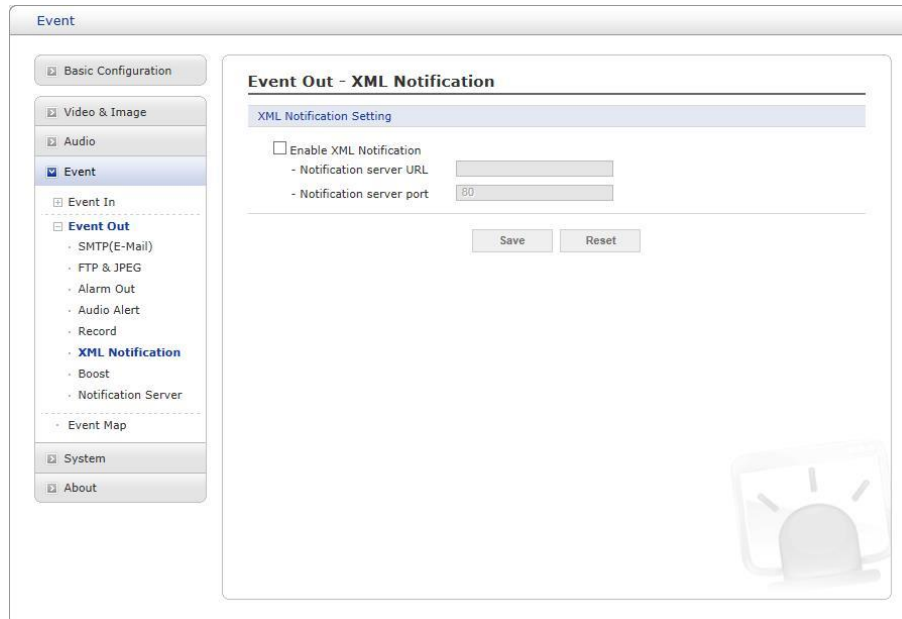 Event
Basic Configuration
Video & Image
Audio
Event
Event In
Event Out
SMTP(E-Mail)
FTP & JPEG
Alarm Out
Audio Alert
Record
XML Notification
Boost
Notification Server
Event Map
System
About
Event Out - XML Notification
XML Notification Setting
Enable XML Notification
- Notification server URL
- Notification server port 80
Save Reset